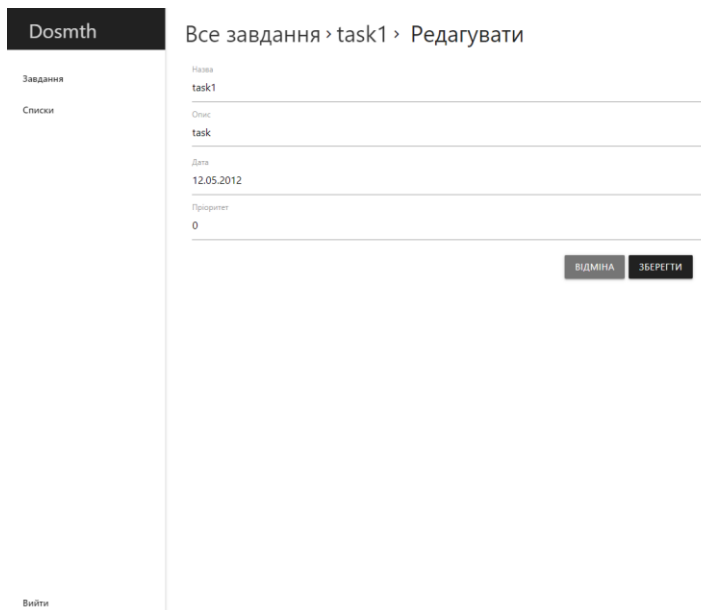 Dosmth
Завдання
Списки
Вийти
Все завдання › task1 › Редагувати
Назва
task1
Опис
task
Дата
12.05.2012
Пріоритет
0
ВІДМІНА ЗБЕРЕГТИ